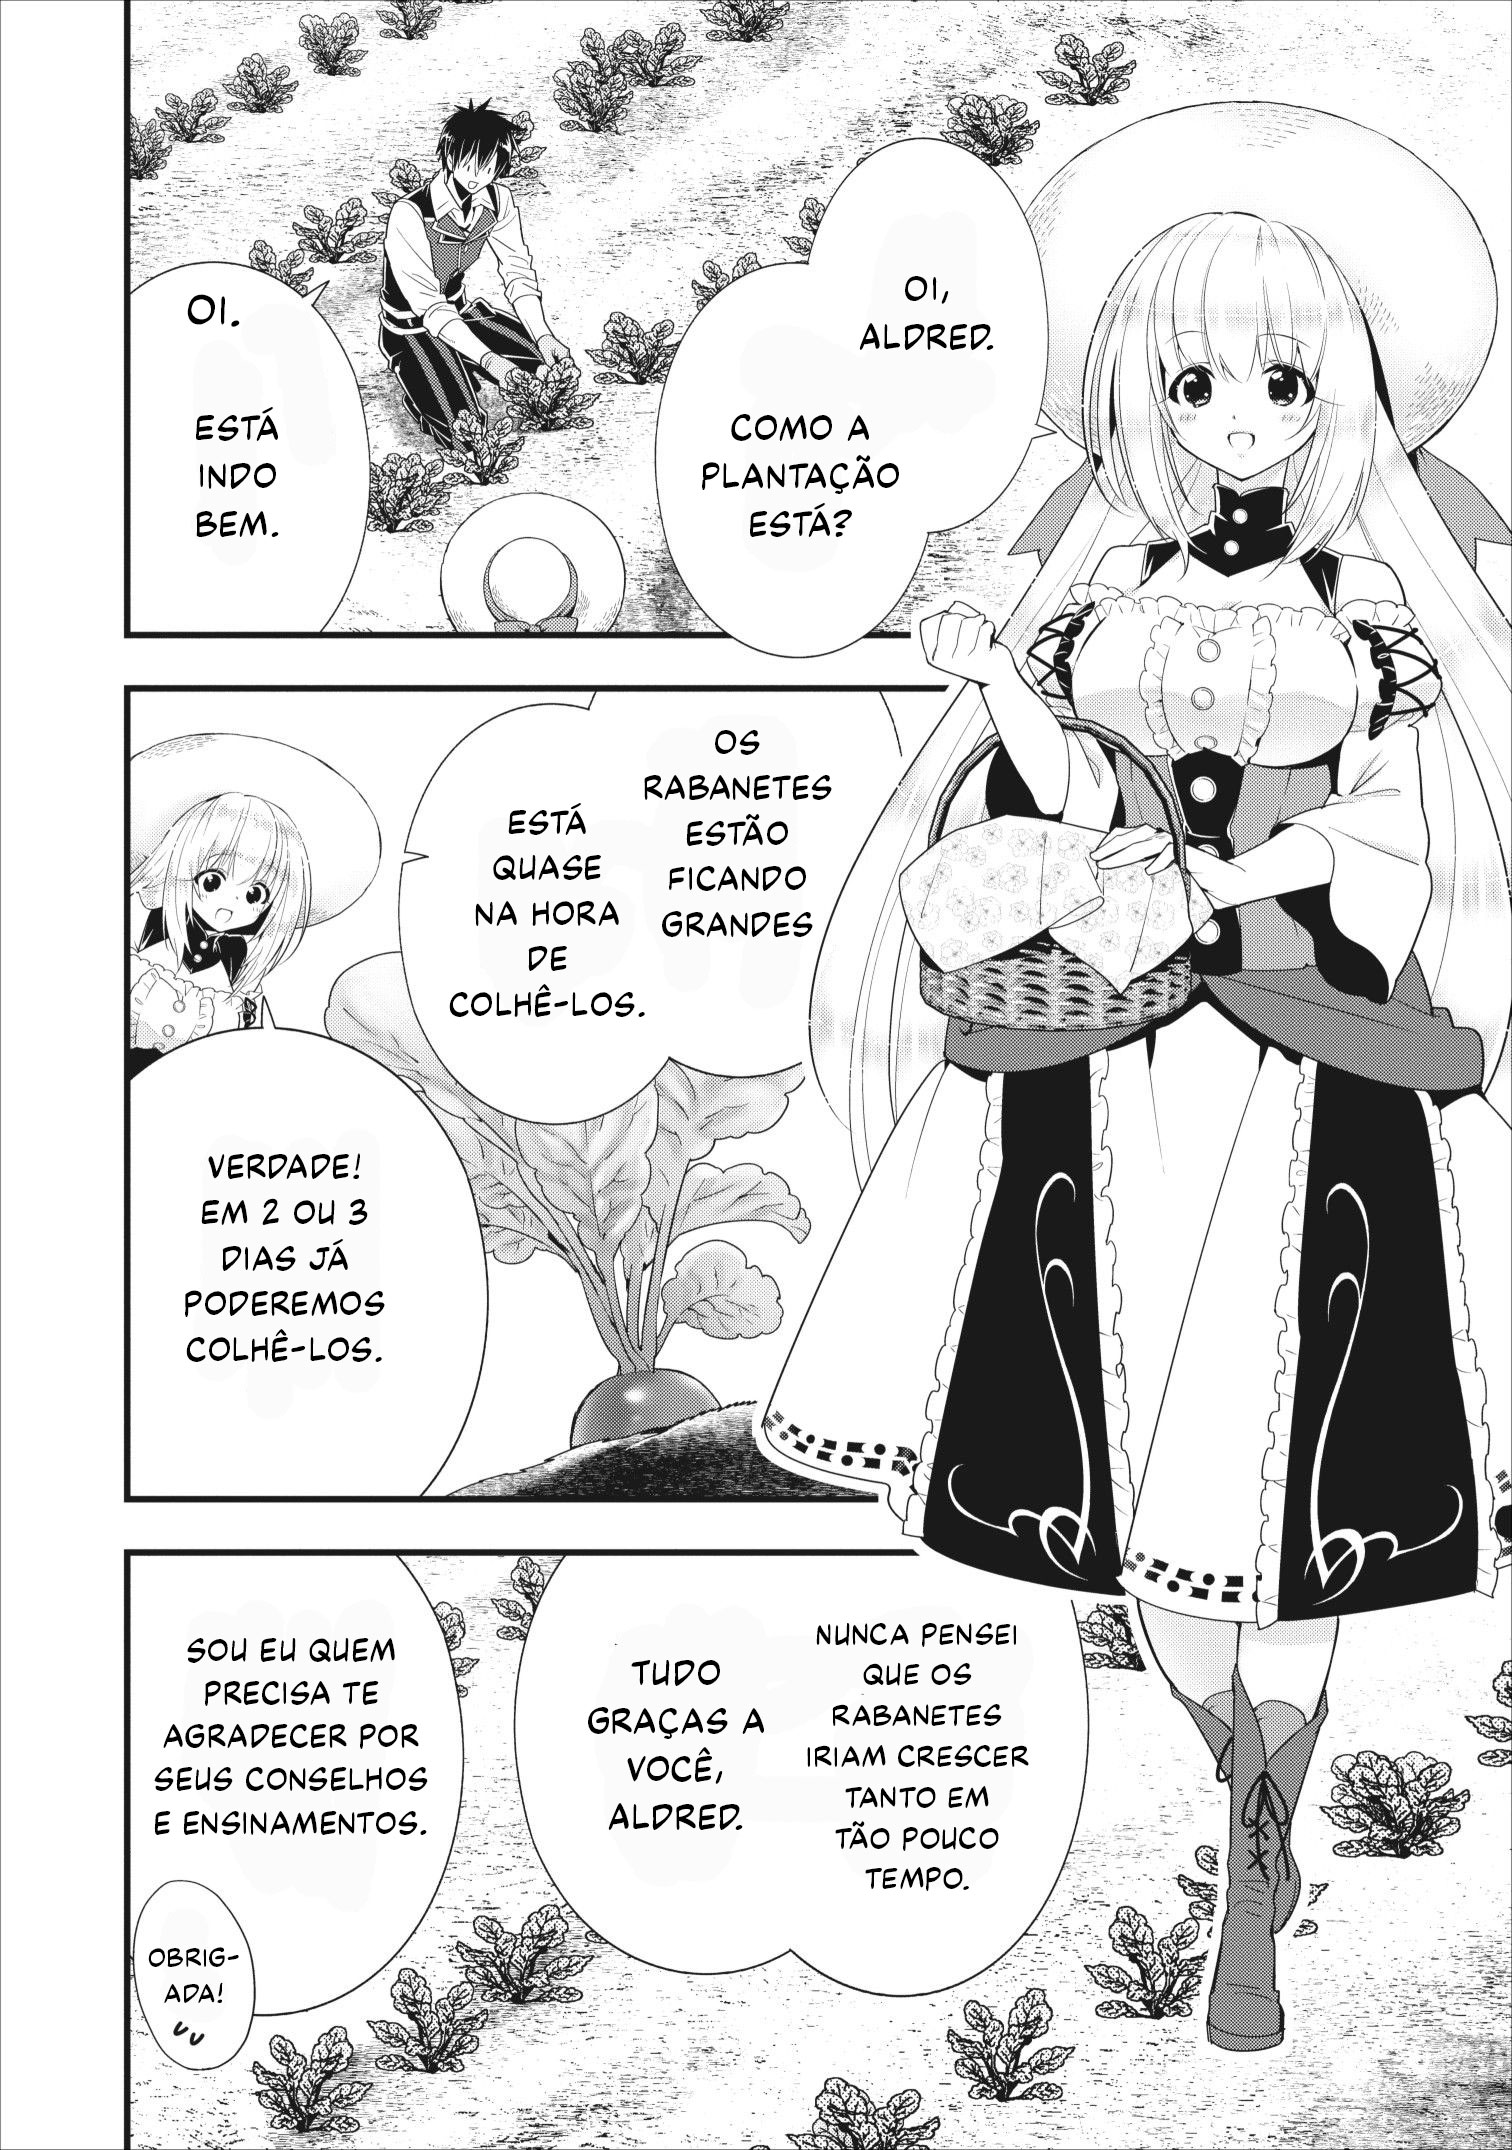 OI,
ALDRED.
COMO A
PLANTAÇÃO
ESTÁ?
OI.
ESTÁ
INDO
BEM.
OS
RABANETES
ESTÃO
FICANDO
GRANDES
ESTÁ
QUASE
NA HORA
DE
COLHÊ-LOS.
VERDADE!
EM 2 OU 3
DIAS JÁ
PODEREMOS
COLHÊ-LOS.
NUNCA PENSEI
QUE OS
RABANETES
IRIAM CRESCER
TANTO EM
TÃO POUCO
TEMPO.
TUDO
GRAÇAS A
VOCÊ,
ALDRED.
SOU EU QUEM
PRECISA TE
AGRADECER POR
SEUS CONSELHOS
E ENSINAMENTOS.
OBRIG-
ADA!